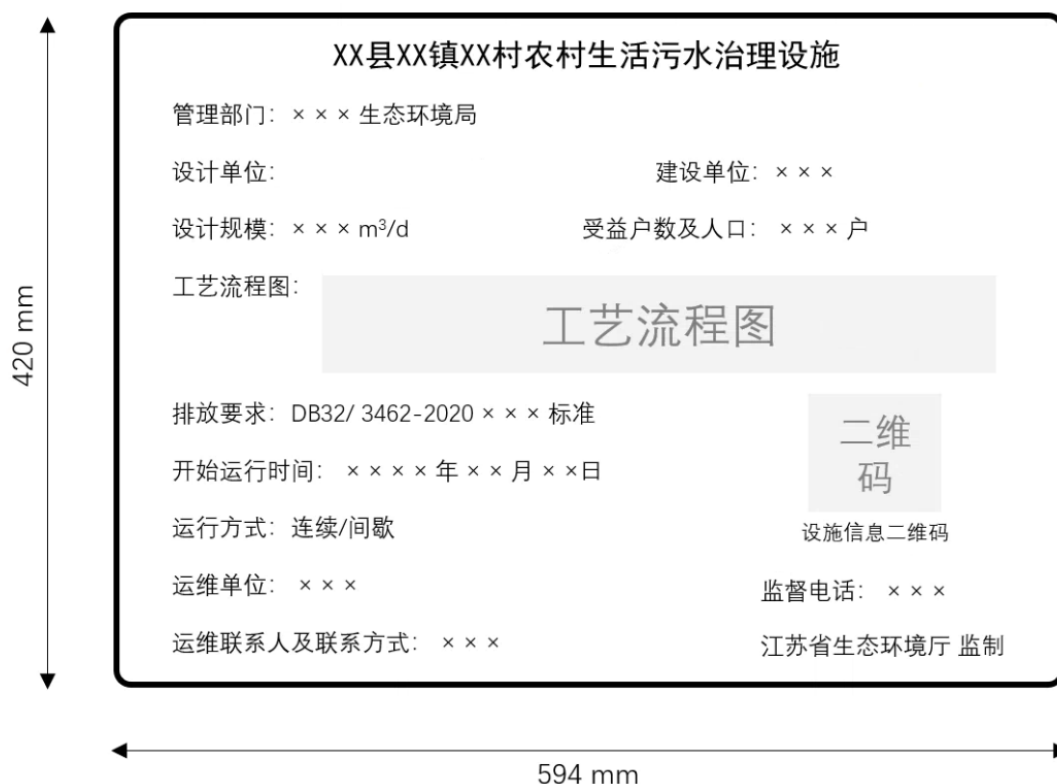 XX县XX镇XX村农村生活污水治理设施
管理部门：× × × 生态环境局
设计单位：
建设单位：× × ×
设计规模：× × × m³/d
受益户数及人口：× × × 户
工艺流程图：
工艺流程图
排放要求：DB32/ 3462-2020 × × × 标准
二维
码
开始运行时间：× × × × 年 × × 月 × ×日
运行方式：连续/间歇
设施信息二维码
运维单位：× × ×
监督电话：× × ×
运维联系人及联系方式：× × ×
江苏省生态环境厅 监制
420 mm
594 mm